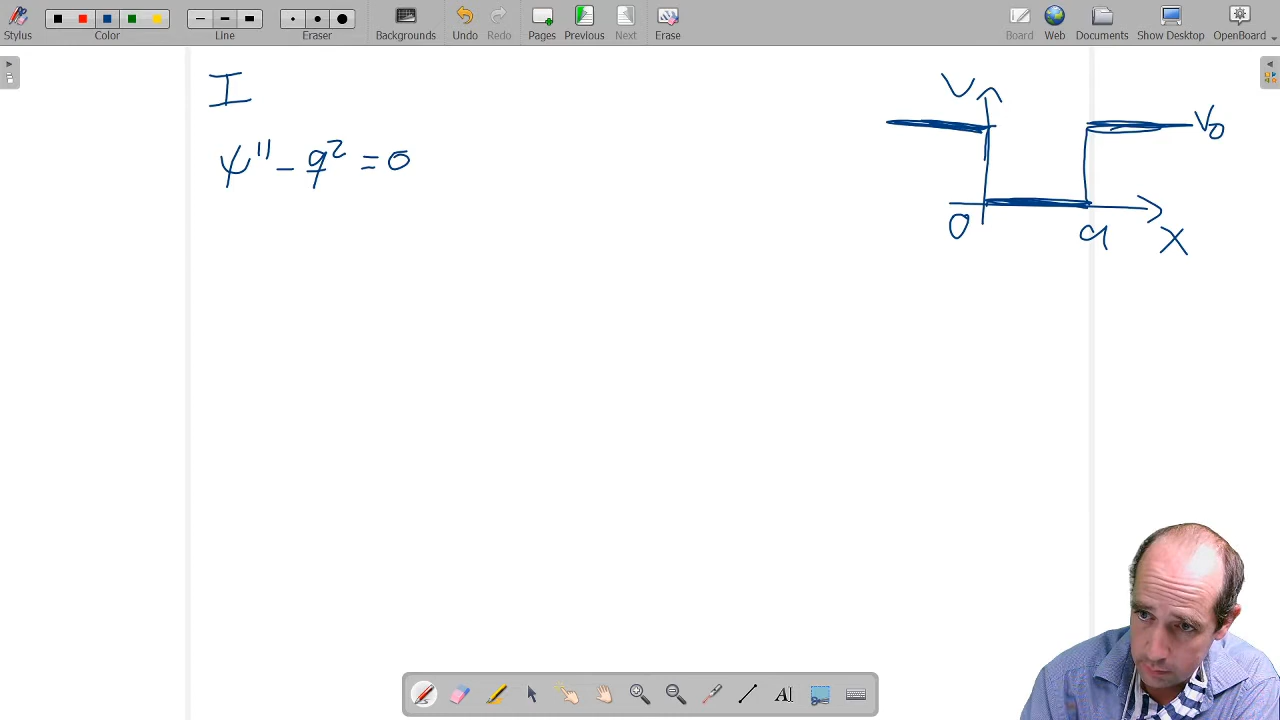 Stylus Color Line Eraser Backgrounds Undo Redo Pages Previous Next Erase Board Web Documents Show Desktop OpenBoard
I
ψ'' - q² = 0
V
V₀
0 a x